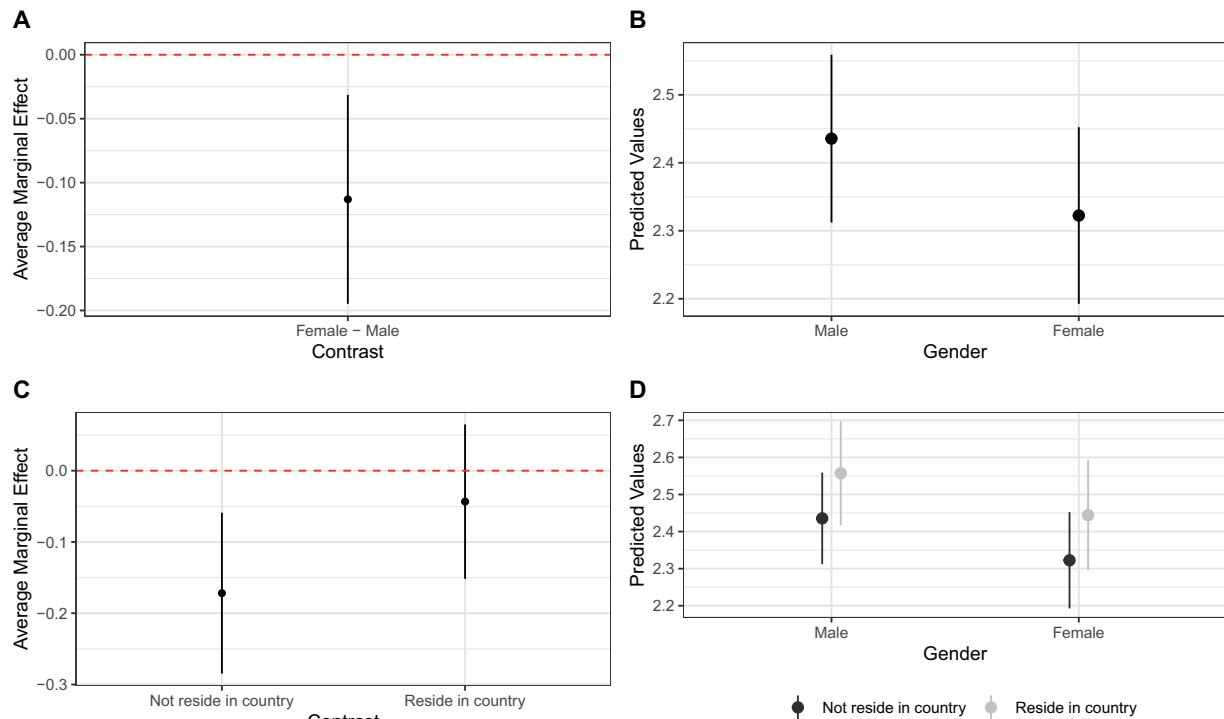 A
Average Marginal Effect
0.00
−0.05
−0.10
−0.15
−0.20
Female − Male
Contrast
B
Predicted Values
2.5
2.4
2.3
2.2
Male Female
Gender
C
Average Marginal Effect
0.0
−0.1
−0.2
−0.3
Not reside in country Reside in country
Contrast
D
Predicted Values
2.7
2.6
2.5
2.4
2.3
2.2
Male Female
Gender
Not reside in country Reside in country